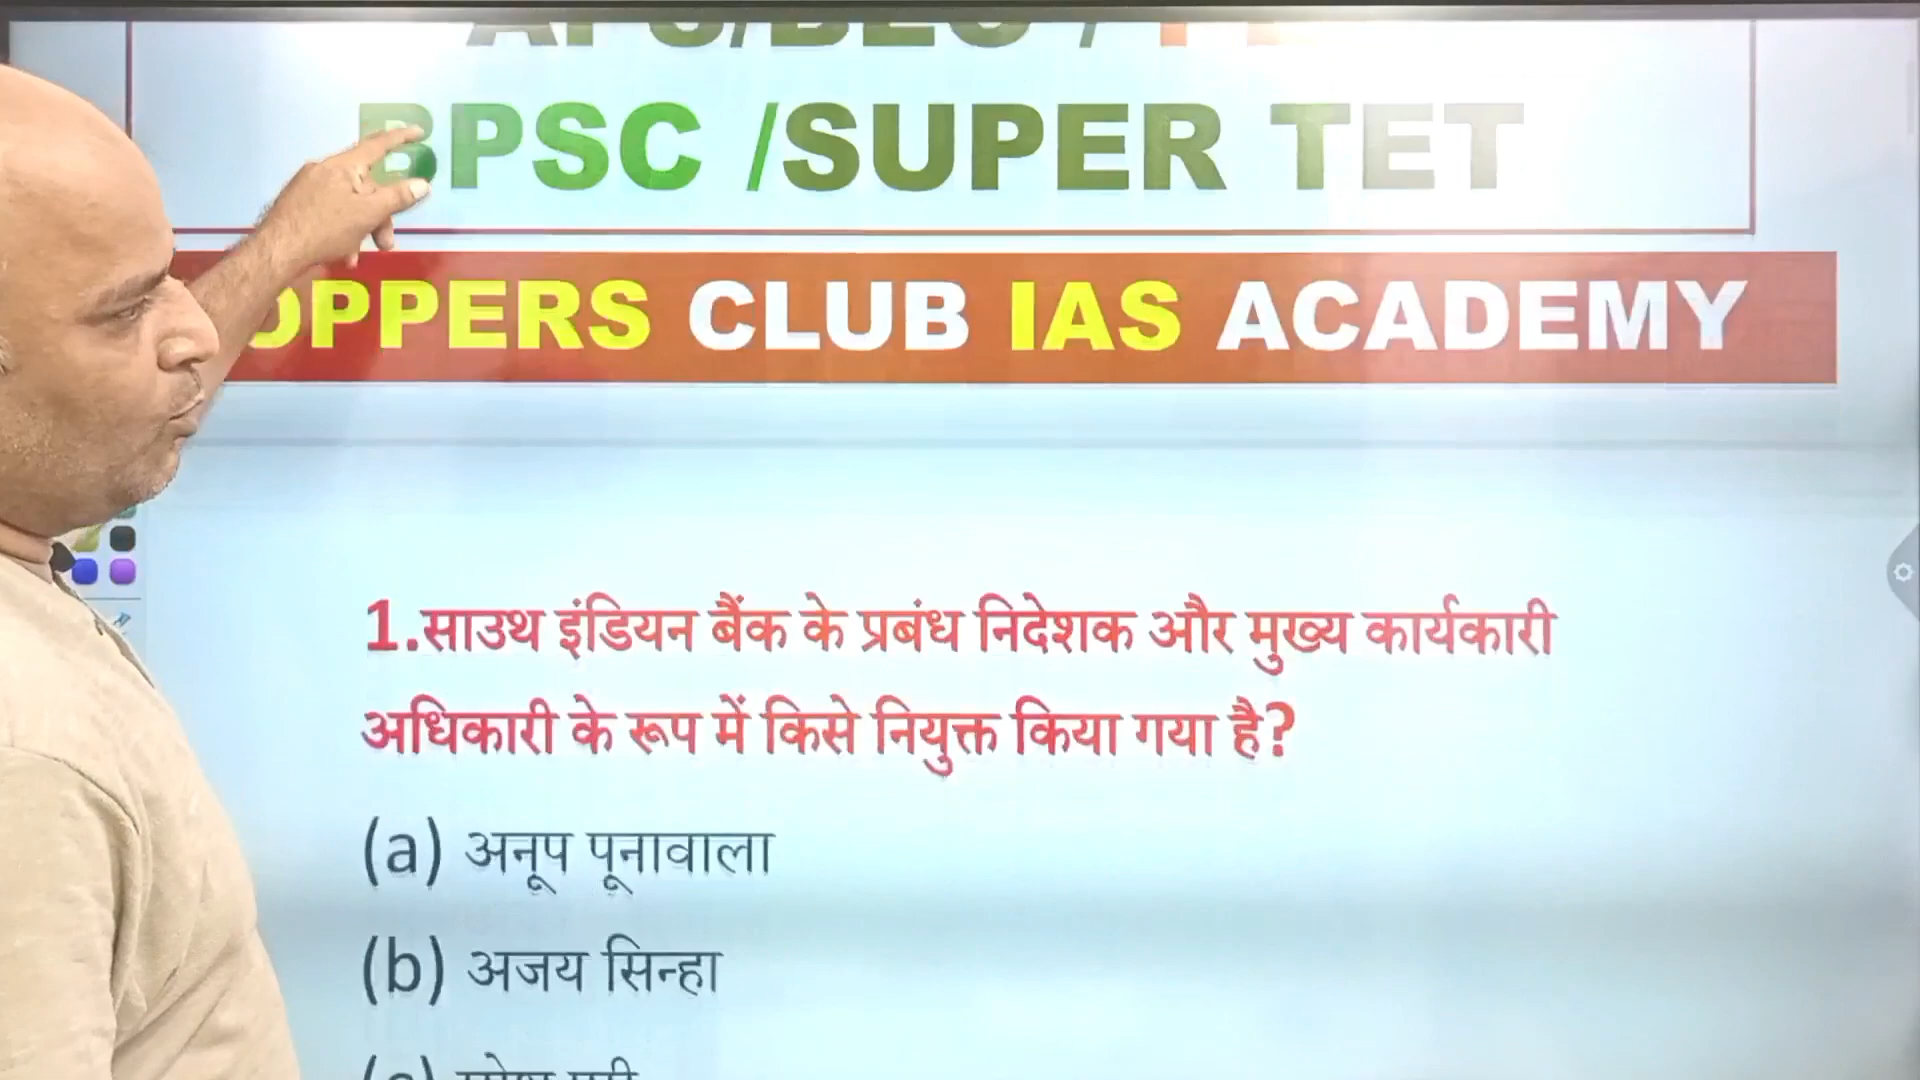 BPSC /SUPER TET
OPPERS CLUB IAS ACADEMY
1.साउथ इंडियन बैंक के प्रबंध निदेशक और मुख्य कार्यकारी
अधिकारी के रूप में किसे नियुक्त किया गया है?
(a) अनूप पूनावाला
(b) अजय सिन्हा